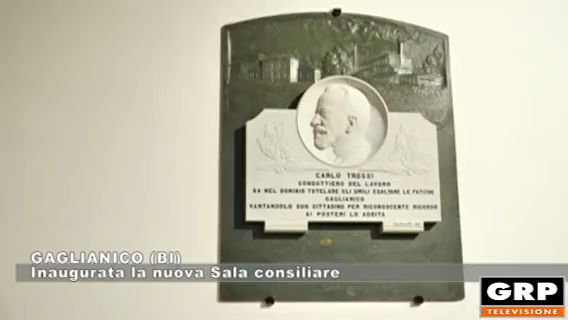 CARLO TROSSI
CONDOTTIERO DEL LAVORO
SA NEL DOMINIO TUTELARE GLI UMILI ESALTARE LE FATICHE
GAGLIANICO
VANTANDOLO SUO CITTADINO PER RICONOSCENTE RICORDO
AI POSTERI LO ADDITA
GAGLIANICO (BI)
Inaugurata la nuova Sala consiliare
GRP
TELEVISIONE